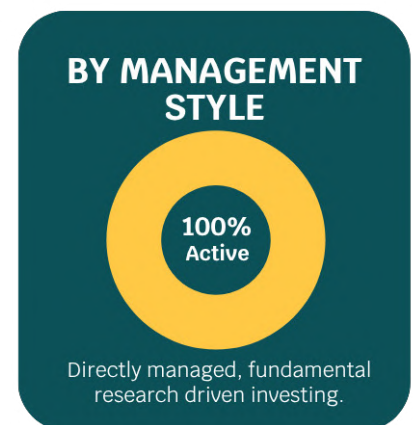 BY MANAGEMENT
STYLE
100%
Active
Directly managed, fundamental
research driven investing.